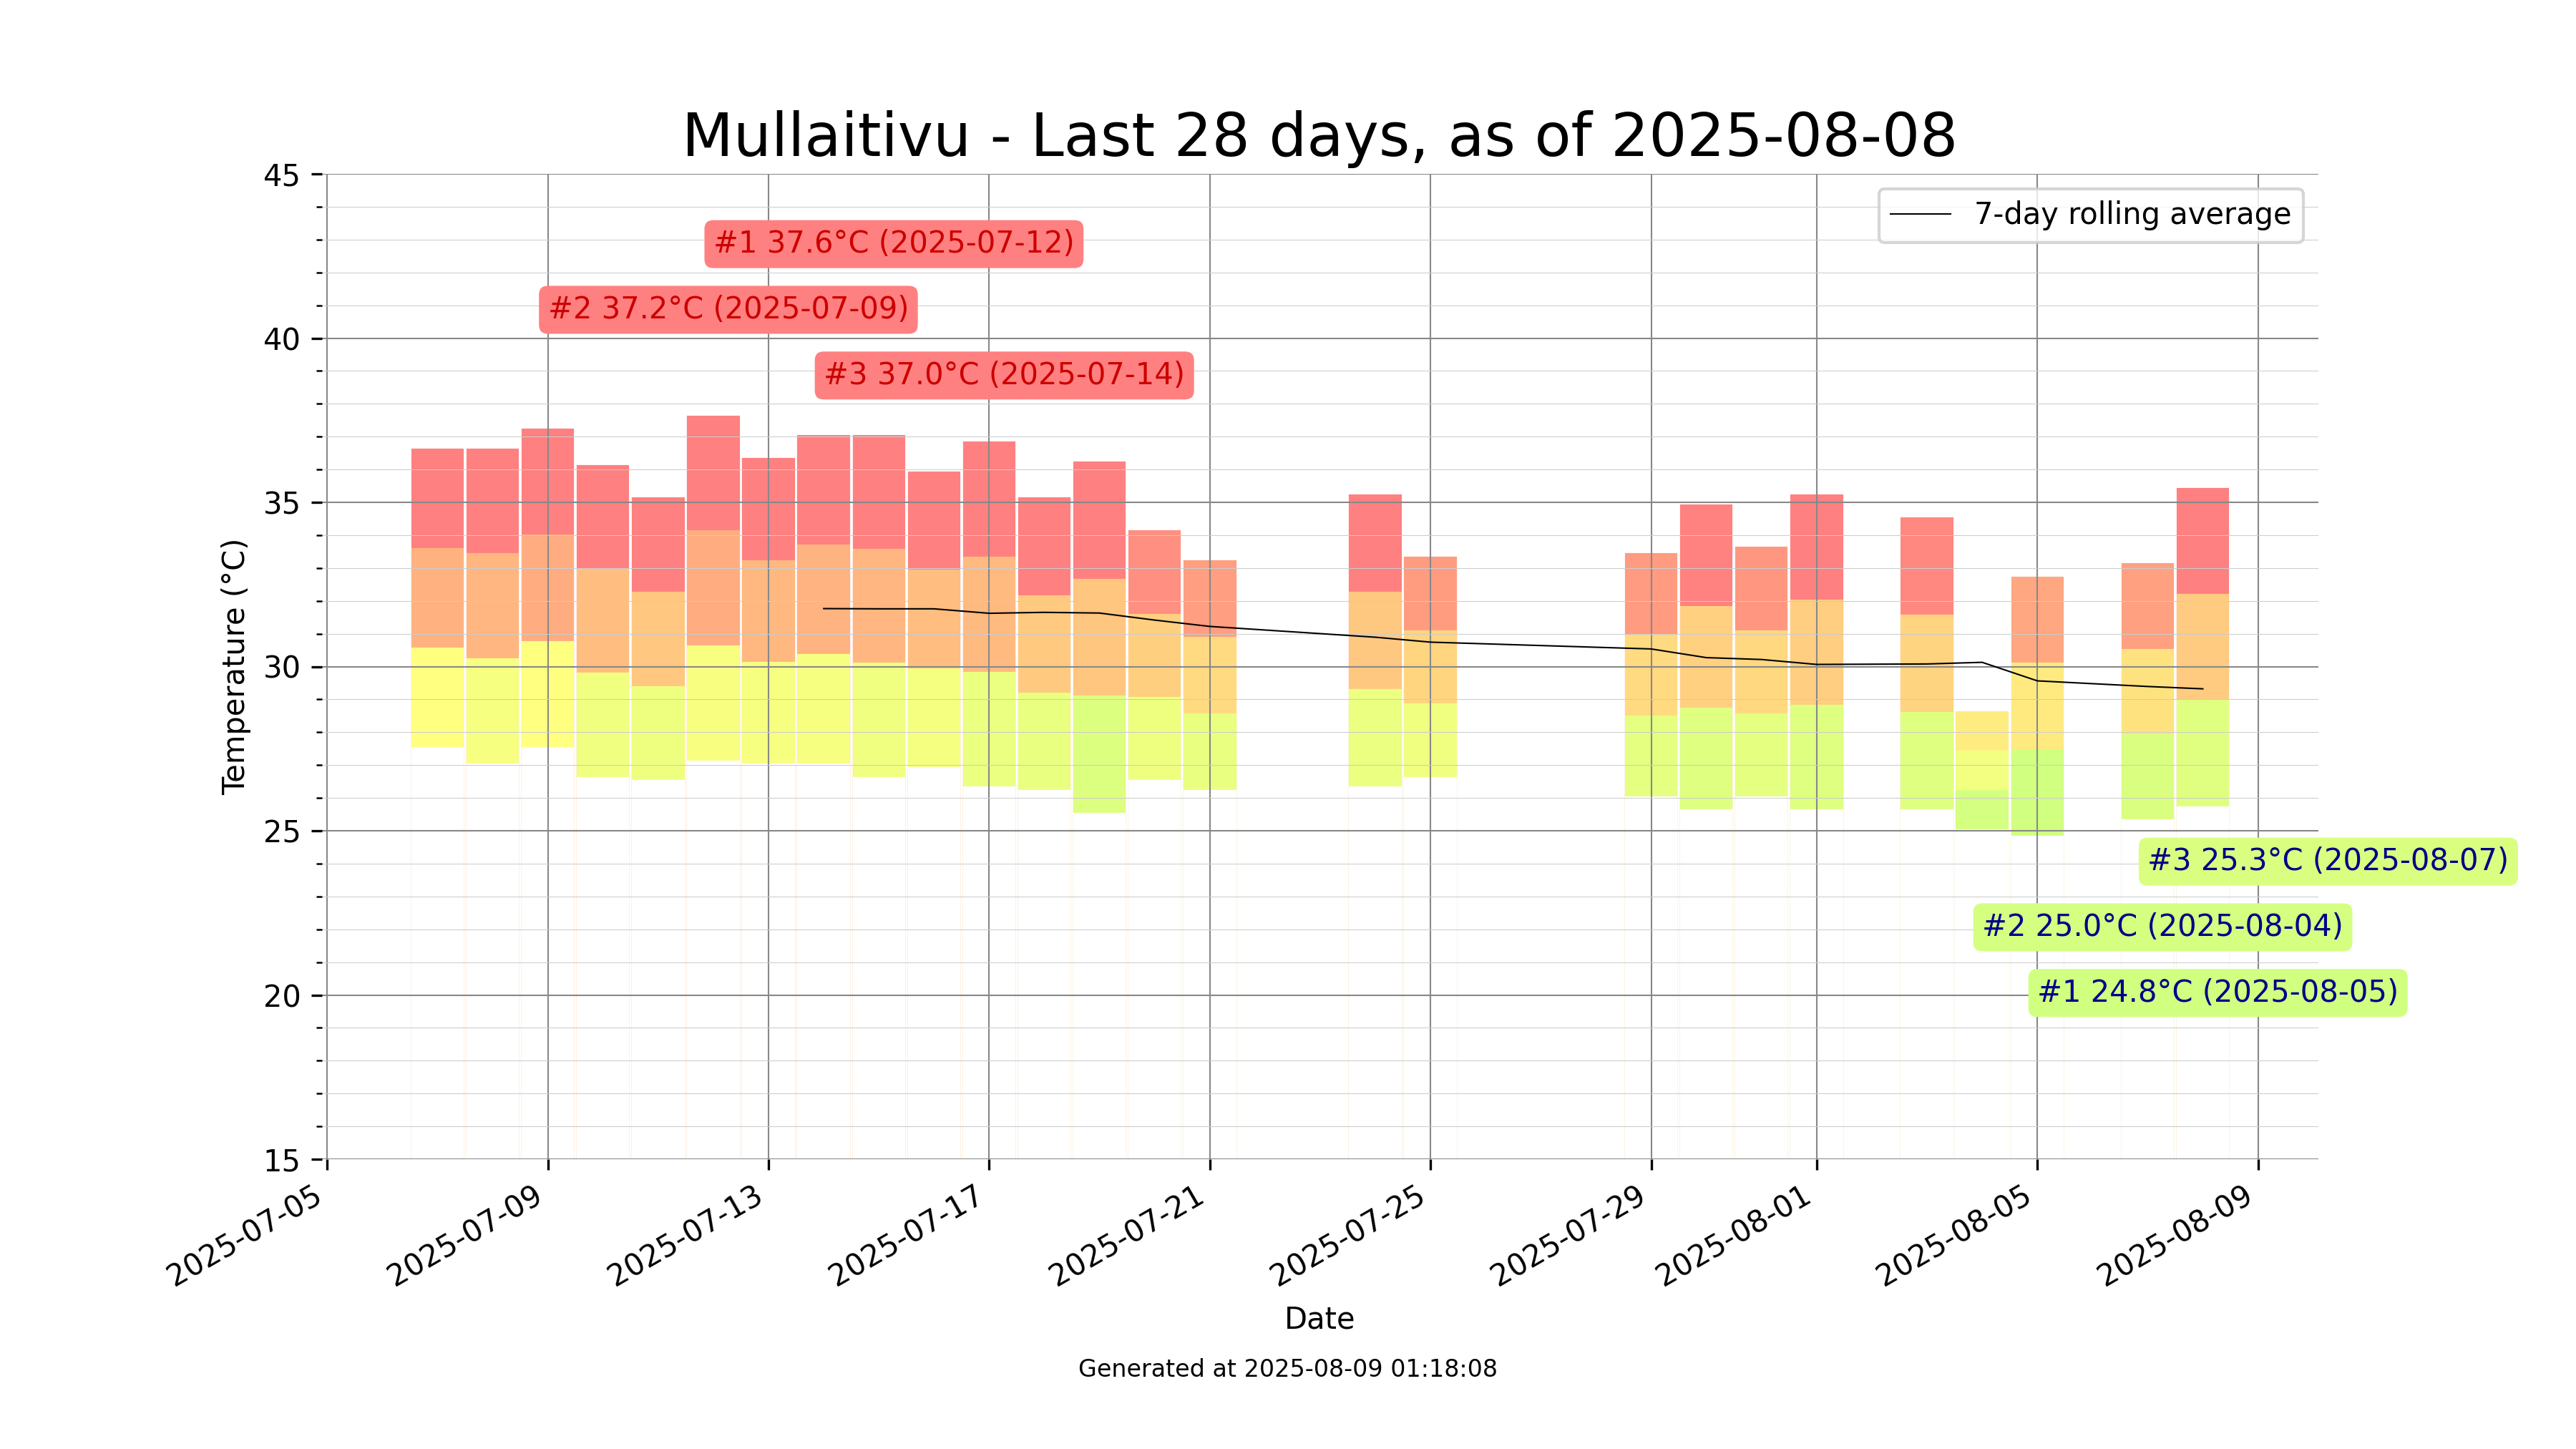 Mullaitivu - Last 28 days, as of 2025-08-08
7-day rolling average
#1 37.6°C (2025-07-12)
#2 37.2°C (2025-07-09)
#3 37.0°C (2025-07-14)
45
40
35
30
25
20
15
Temperature (°C)
#3 25.3°C (2025-08-07)
#2 25.0°C (2025-08-04)
#1 24.8°C (2025-08-05)
2025-07-05
2025-07-09
2025-07-13
2025-07-17
2025-07-21
2025-07-25
2025-07-29
2025-08-01
2025-08-05
2025-08-09
Date
Generated at 2025-08-09 01:18:08